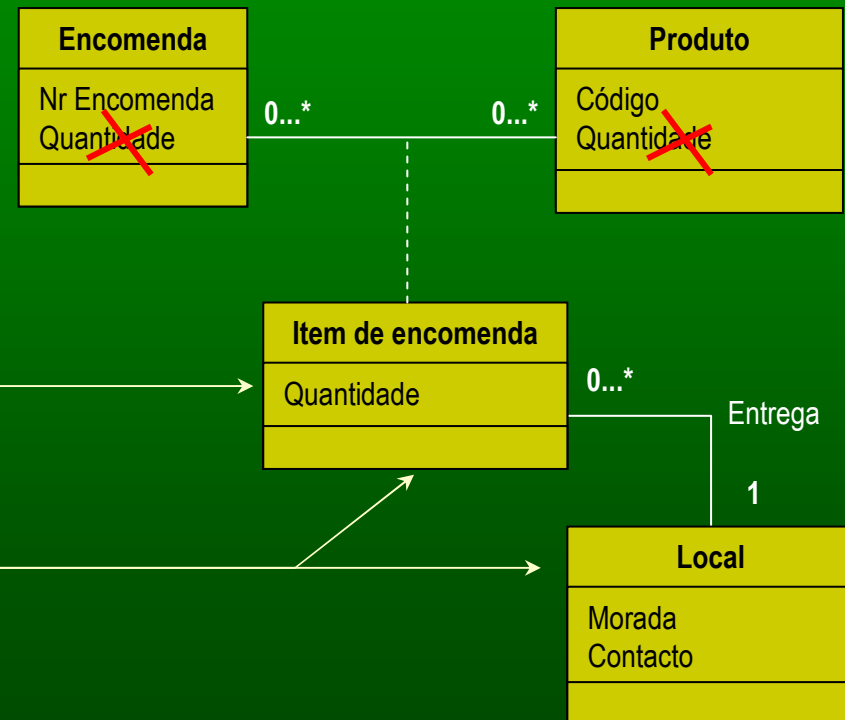 Encomenda
Nr Encomenda
Quantidade
0...*
0...*
Produto
Código
Quantidade
Item de encomenda
Quantidade
0...*
Entrega
1
Local
Morada
Contacto